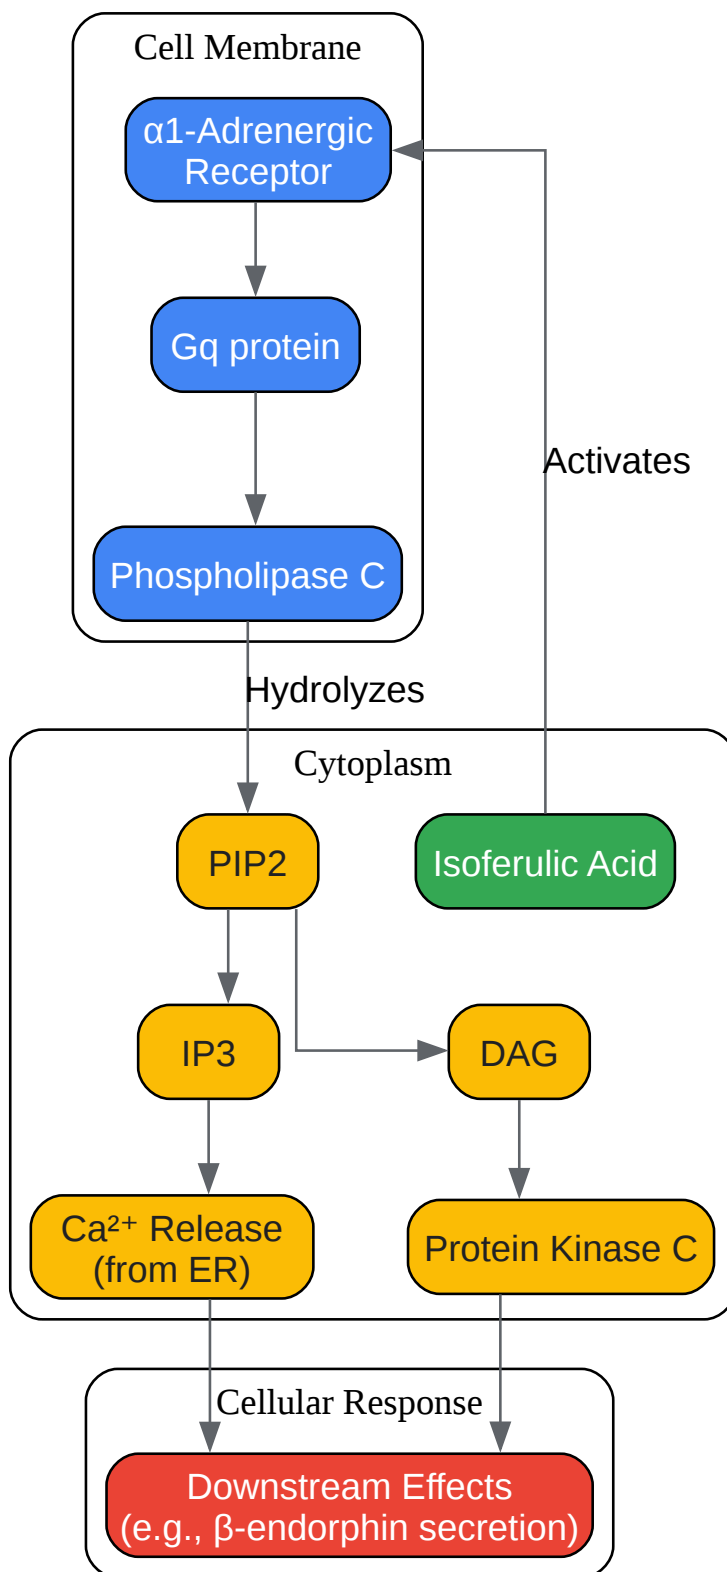 Cell Membrane
α1-Adrenergic
Receptor
Gq protein
Activates
Phospholipase C
Hydrolyzes
Cytoplasm
PIP2
Isoferulic Acid
IP3
DAG
Ca²⁺ Release
(from ER)
Protein Kinase C
Cellular Response
Downstream Effects
(e.g., β-endorphin secretion)